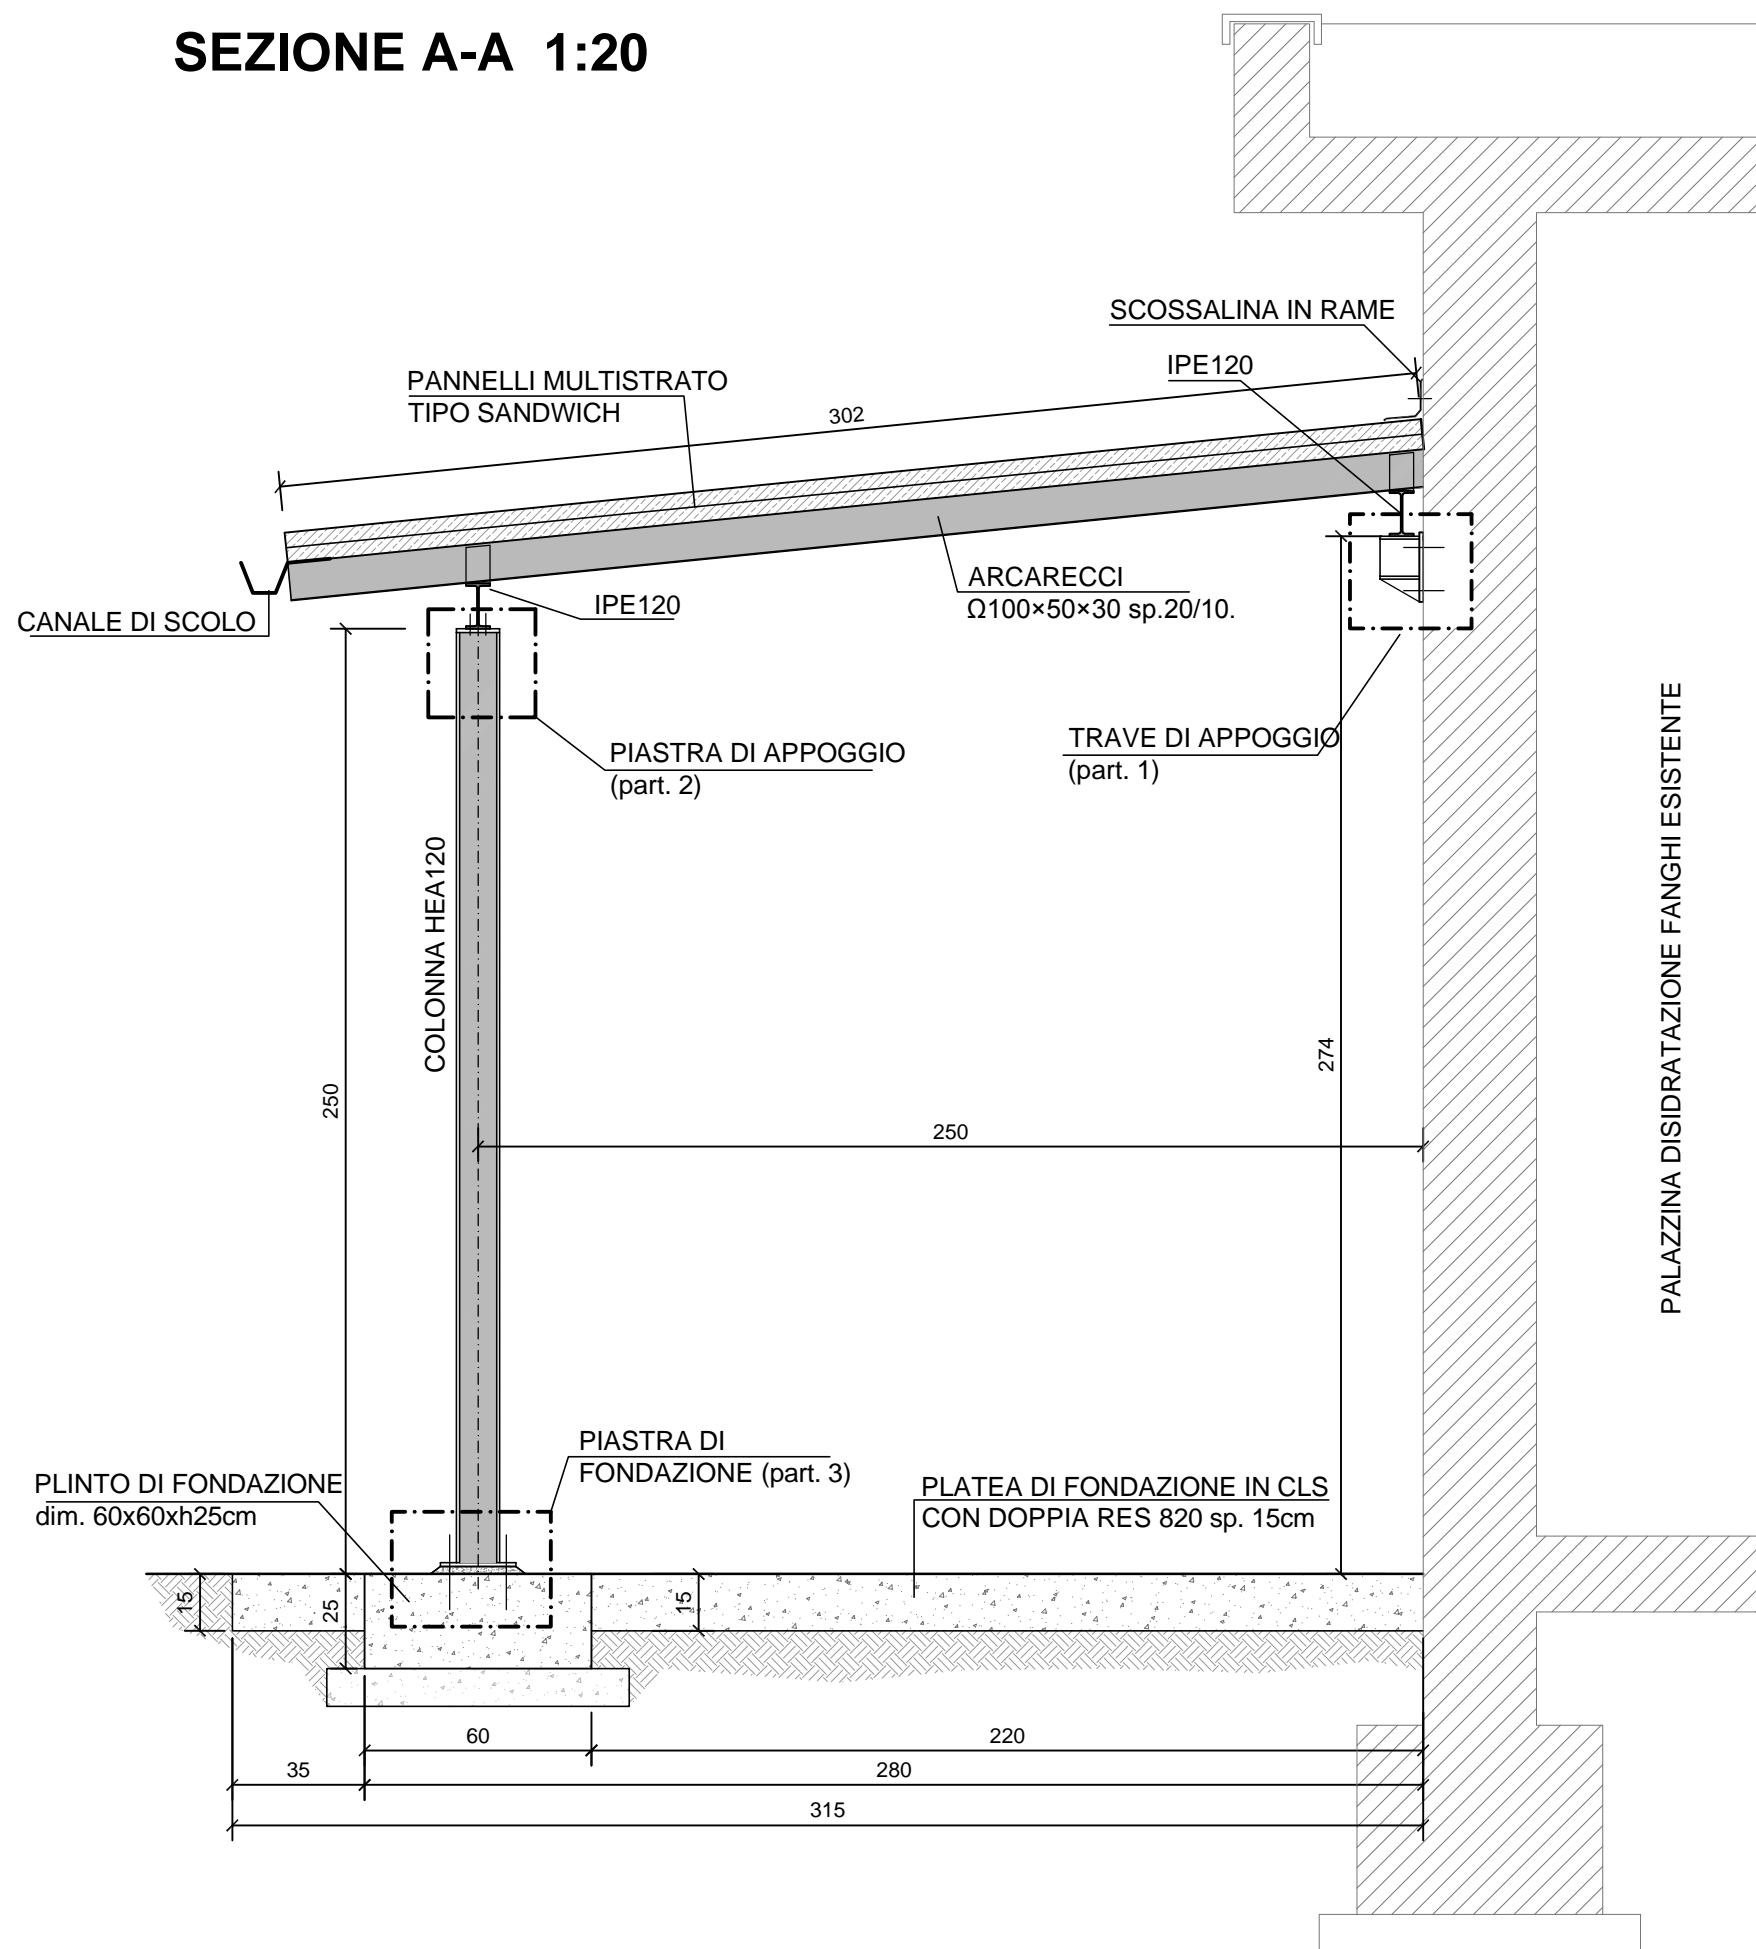 SEZIONE A-A 1:20
SCOSSALINA IN RAME
IPE120
PANNELLI MULTISTRATO
TIPO SANDWICH
302
ARCARECCI
Ω100×50×30 sp.20/10.
IPE120
CANALE DI SCOLO
TRAVE DI APPOGGIO
(part. 1)
PIASTRA DI APPOGGIO
(part. 2)
PALAZZINA DISIDRATAZIONE FANGHI ESISTENTE
COLONNA HEA120
274
250
250
PIASTRA DI
FONDAZIONE (part. 3)
PLINTO DI FONDAZIONE
dim. 60x60xh25cm
PLATEA DI FONDAZIONE IN CLS
CON DOPPIA RES 820 sp. 15cm
15
25
15
60
220
35
280
315